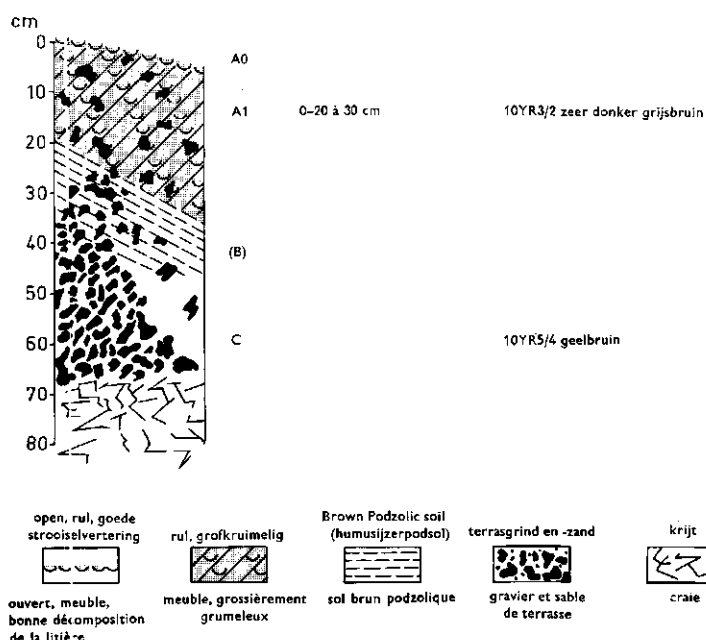 cm
0
A0
10
A1 0–20 à 30 cm 10YR3/2 zeer donker grijsbruin
20
30
40
(B)
50
60
C 10YR5/4 geelbruin
70
80
open, rul, goede
strooiselvertering
ouvert, meuble,
bonne décomposition
de la litière
rul, grofkruimelig
meuble, grossièrement
grumeleux
Brown Podzolic soil
(humusijzerpodsol)
sol brun podzolique
terrasgrind en -zand
gravier et sable
de terrasse
krijt
craie